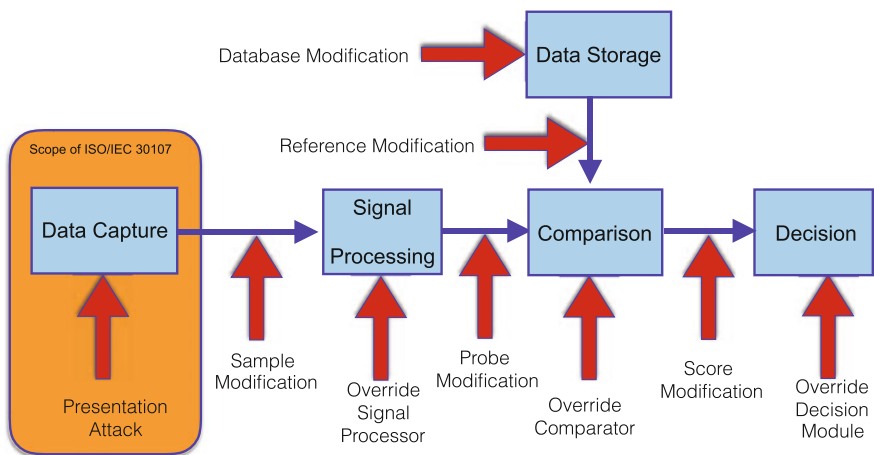 Database Modification
Data Storage
Reference Modification
Scope of ISO/IEC 30107
Data Capture
Signal
Processing
Comparison
Decision
Presentation
Attack
Sample
Modification
Override
Signal
Processor
Probe
Modification
Override
Comparator
Score
Modification
Override
Decision
Module